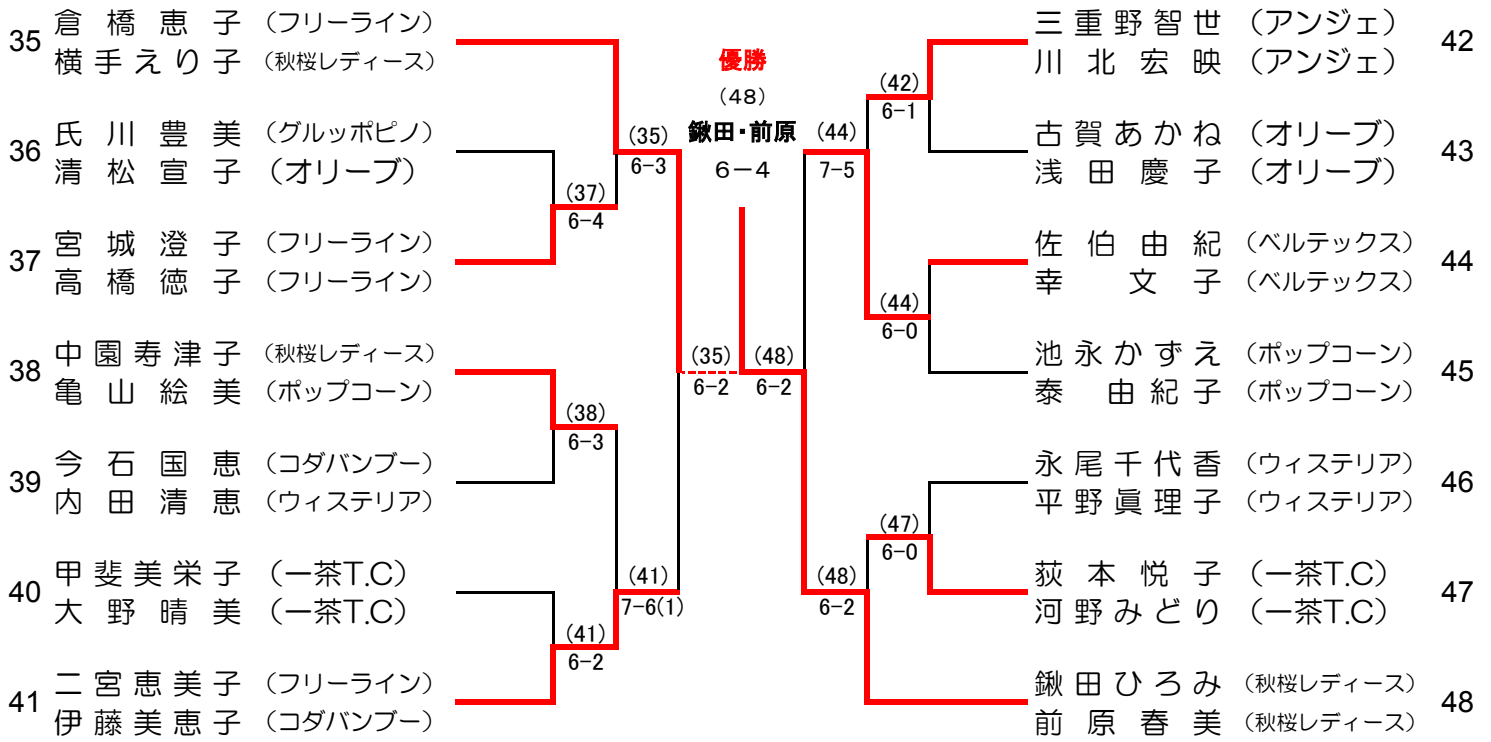 35 倉橋恵子（フリーライン）
横手えり子（秋桜レディース）
36 氏川豊美（グルッポピノ）
清松宣子（オリーブ）
37 宮城澄子（フリーライン）
高橋徳子（フリーライン）
38 中園寿津子（秋桜レディース）
亀山絵美（ポップコーン）
39 今石国恵（コダバンブー）
内田清恵（ウィステリア）
40 甲斐美栄子（一茶T.C）
大野晴美（一茶T.C）
41 二宮恵美子（フリーライン）
伊藤美恵子（コダバンブー）
(37)
6-4
(38)
6-3
(41)
6-2
(35)
6-3
(41)
7-6(1)
(35)
6-2
優勝
（48）
鍬田・前原
６－４
(48)
6-2
(44)
7-5
(48)
6-2
(42)
6-1
(44)
6-0
(47)
6-0
三重野智世（アンジェ） 42
川北宏映（アンジェ）
古賀あかね（オリーブ） 43
浅田慶子（オリーブ）
佐伯由紀（ベルテックス） 44
幸文子（ベルテックス）
池永かずえ（ポップコーン） 45
泰由紀子（ポップコーン）
永尾千代香（ウィステリア） 46
平野眞理子（ウィステリア）
荻本悦子（一茶T.C） 47
河野みどり（一茶T.C）
鍬田ひろみ（秋桜レディース） 48
前原春美（秋桜レディース）